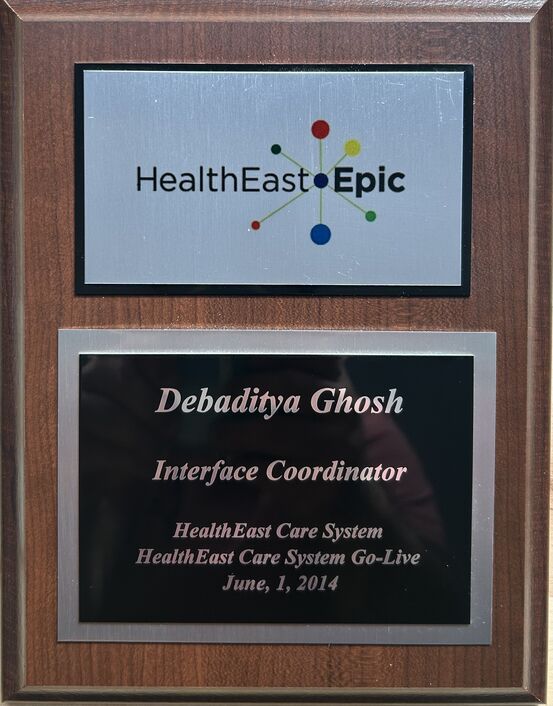 HealthEast Epic
Debaditya Ghosh
Interface Coordinator
HealthEast Care System
HealthEast Care System Go-Live
June, 1, 2014